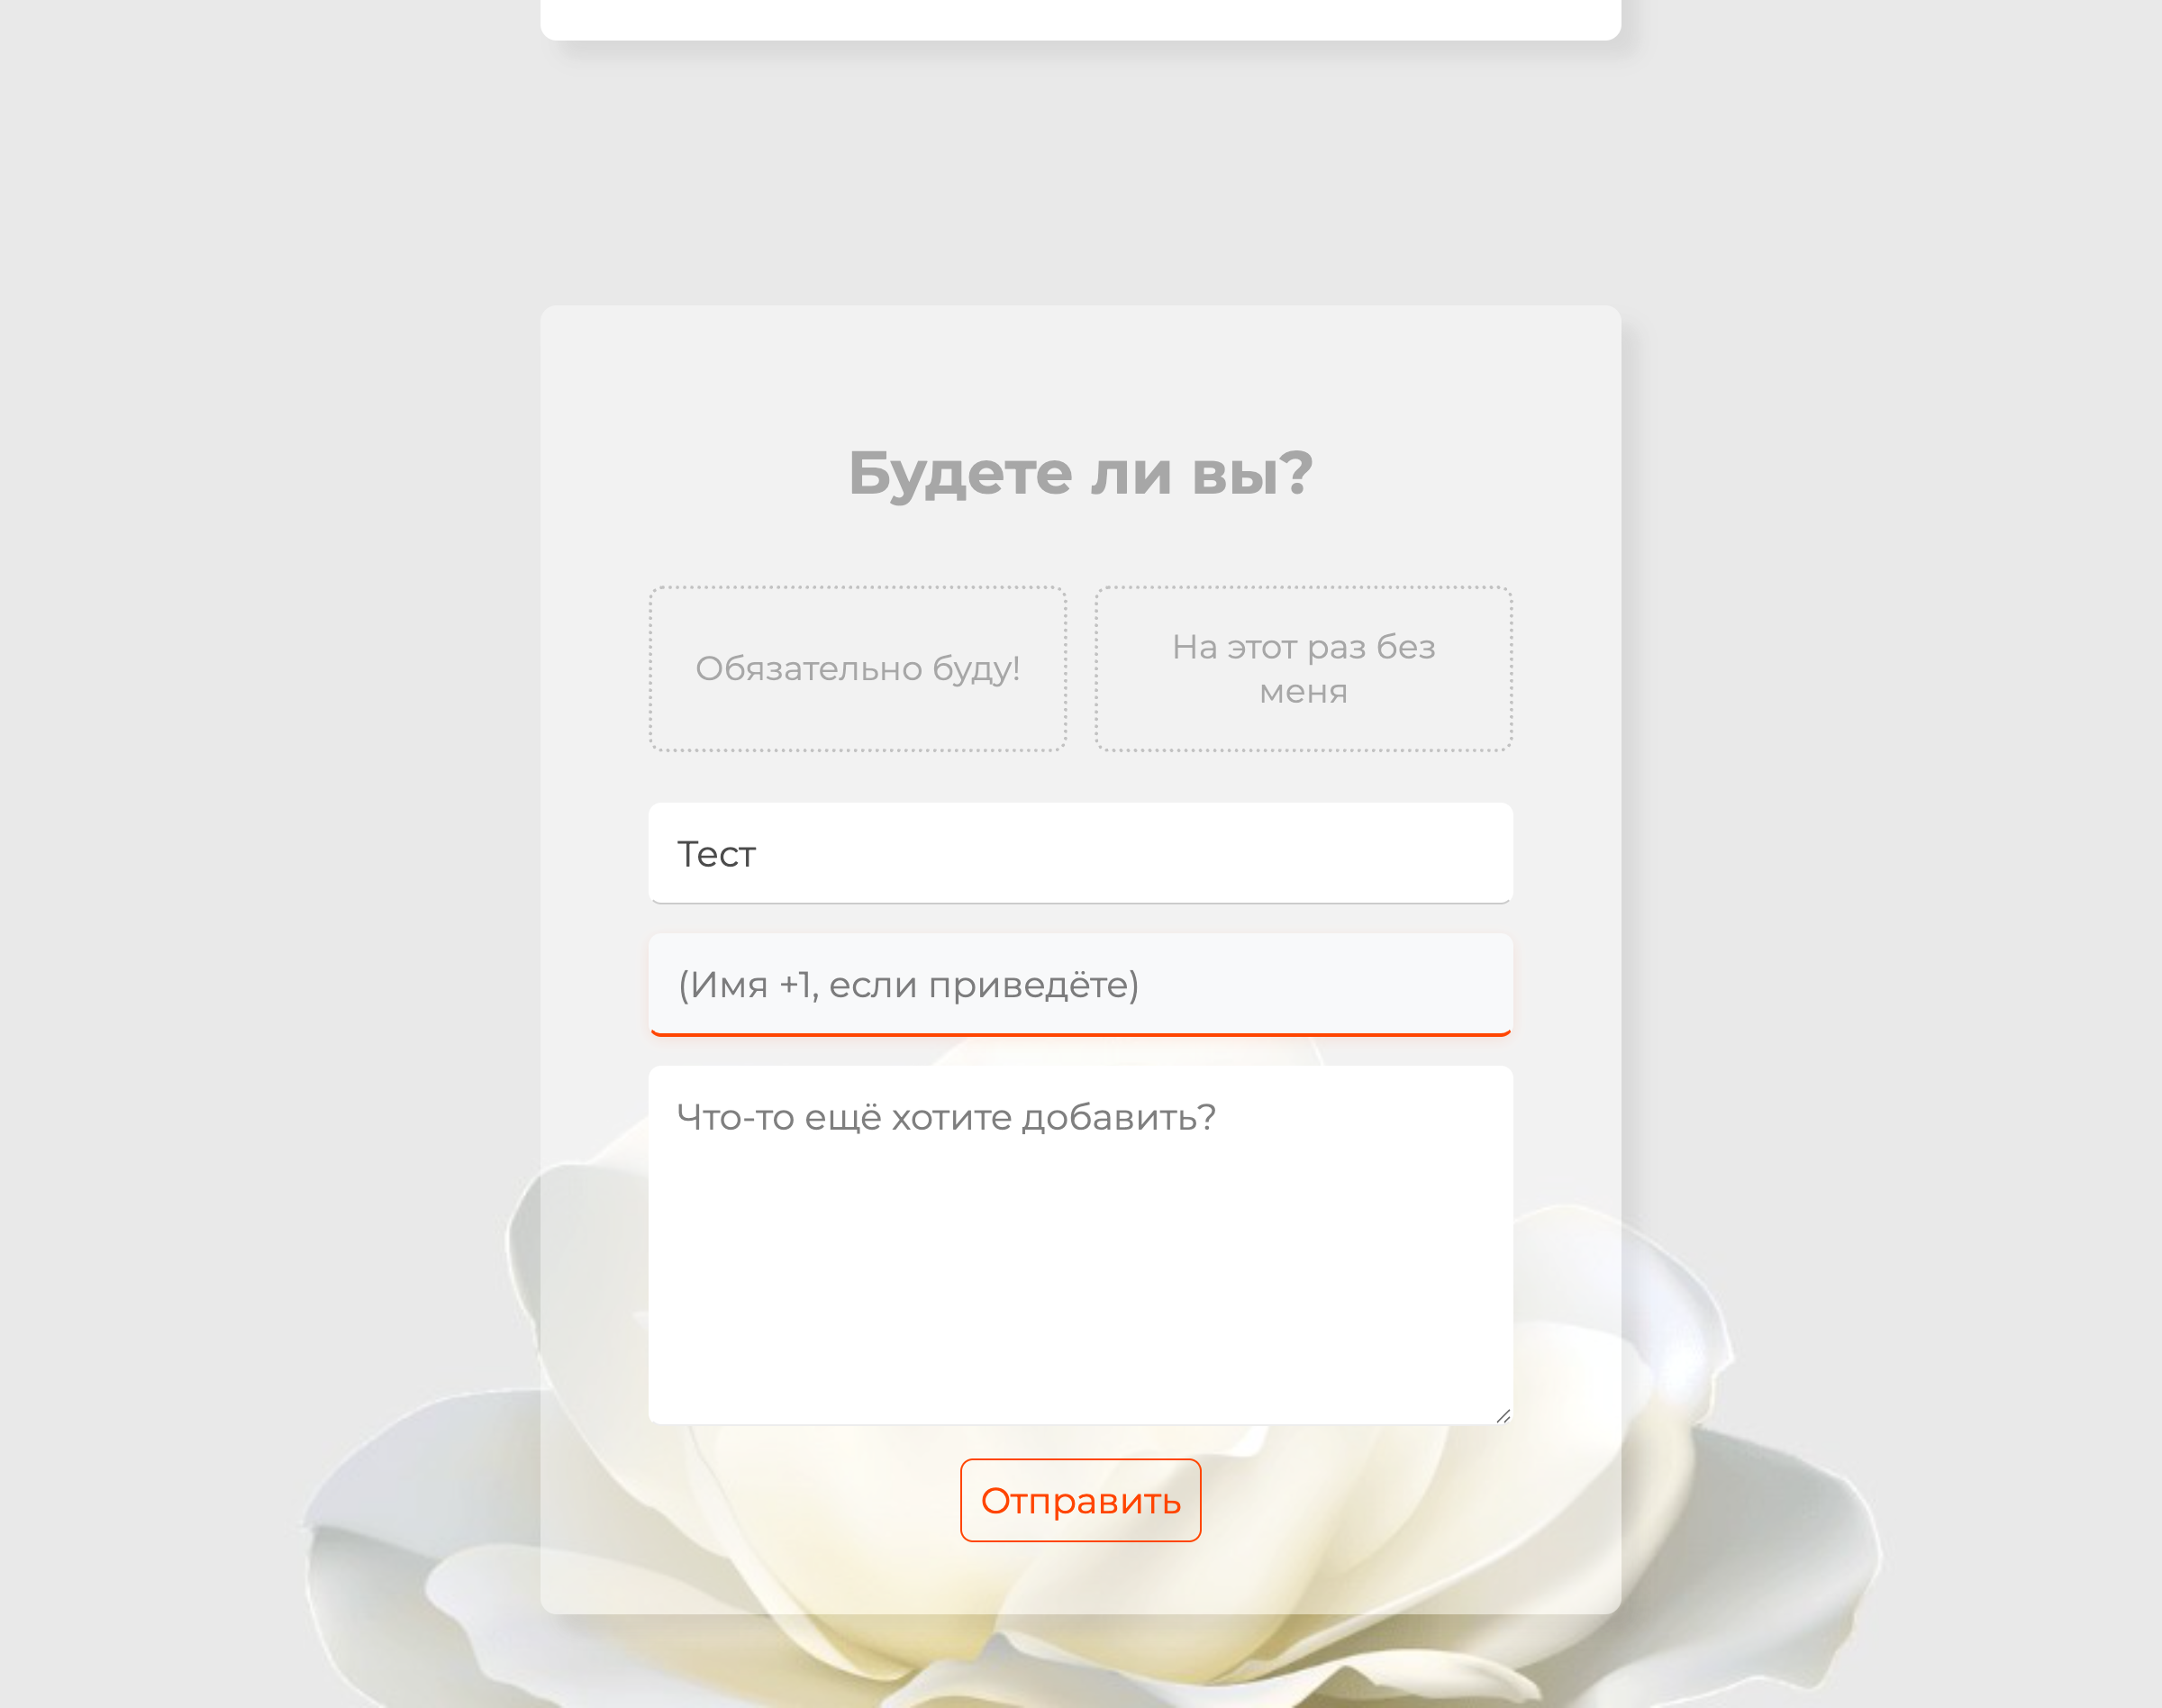 Будете ли вы?
Обязательно буду!
На этот раз без
меня
Тест
(Имя +1, если приведёте)
Что-то ещё хотите добавить?
Отправить